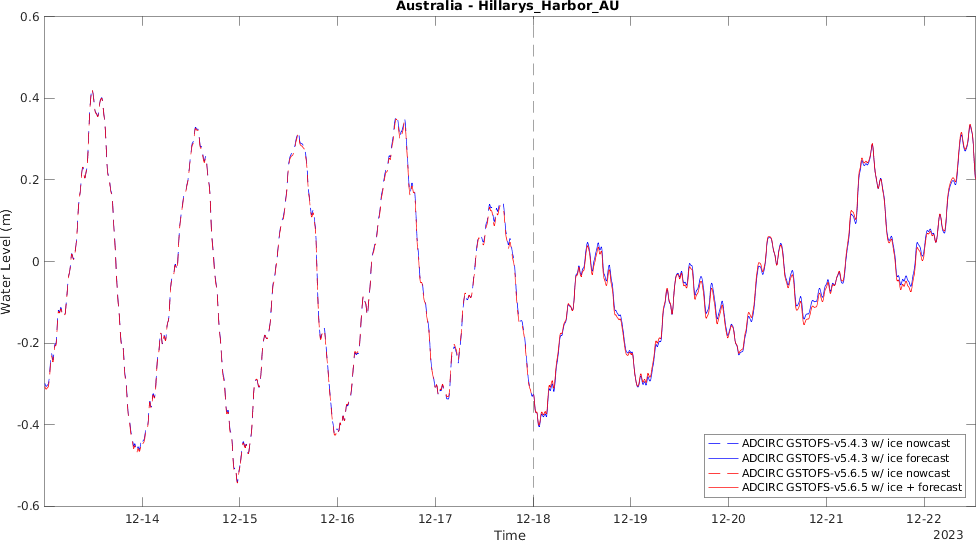 Australia - Hillarys_Harbor_AU
0.6
0.4
0.2
0
-0.2
-0.4
-0.6
Water Level (m)
12-14
12-15
12-16
12-17
12-18
12-19
12-20
12-21
12-22
Time
2023
ADCIRC GSTOFS-v5.4.3 w/ ice nowcast
ADCIRC GSTOFS-v5.4.3 w/ ice forecast
ADCIRC GSTOFS-v5.6.5 w/ ice nowcast
ADCIRC GSTOFS-v5.6.5 w/ ice + forecast